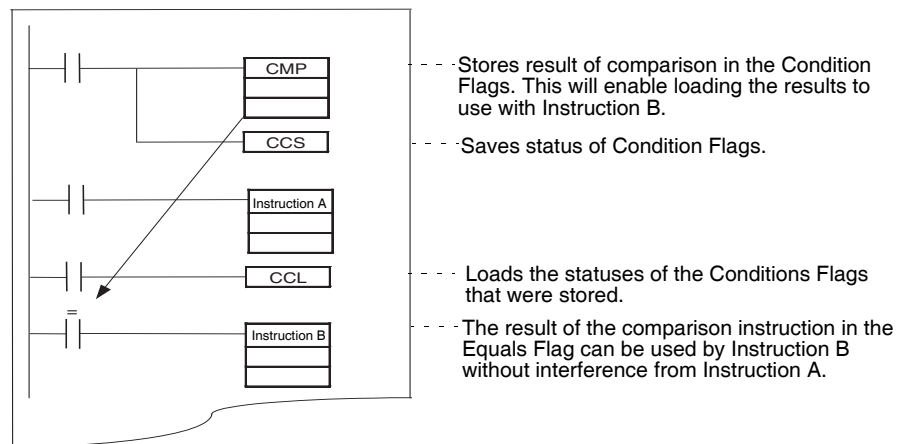 CMP
Stores result of comparison in the Condition
Flags. This will enable loading the results to
use with Instruction B.
CCS
Saves status of Condition Flags.
Instruction A
CCL
Loads the statuses of the Conditions Flags
that were stored.
=
Instruction B
The result of the comparison instruction in the
Equals Flag can be used by Instruction B
without interference from Instruction A.